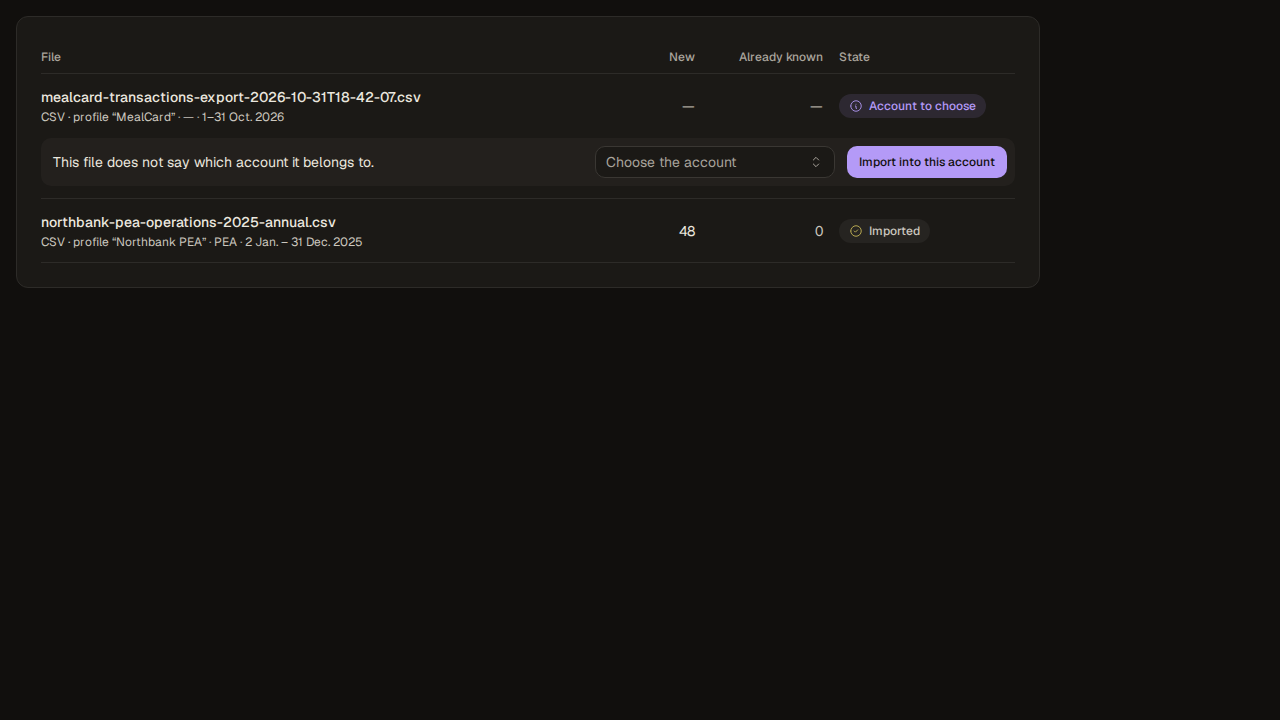 File New Already known State
mealcard-transactions-export-2026-10-31T18-42-07.csv
— — Account to choose
CSV · profile “MealCard” · — · 1–31 Oct. 2026
This file does not say which account it belongs to. Choose the account Import into this account
northbank-pea-operations-2025-annual.csv
48 0 Imported
CSV · profile “Northbank PEA” · PEA · 2 Jan. – 31 Dec. 2025